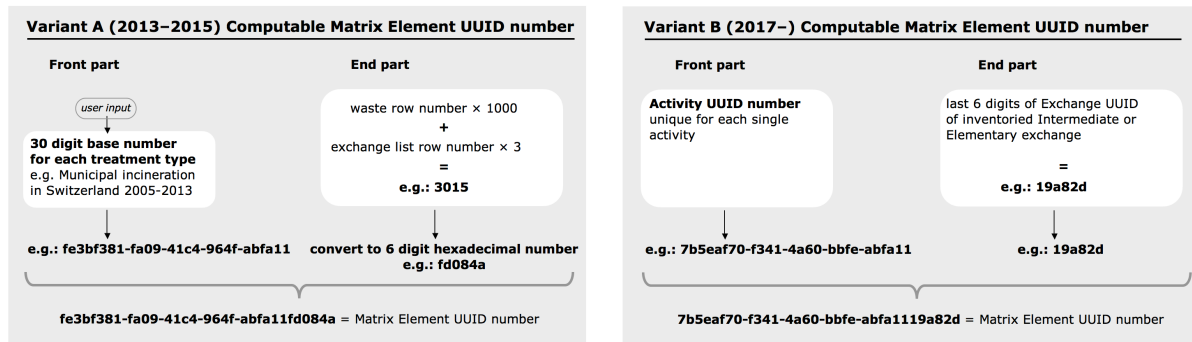 Variant A (2013–2015) Computable Matrix Element UUID number
Front part
End part
user input
30 digit base number
for each treatment type
e.g. Municipal incineration
in Switzerland 2005-2013
waste row number × 1000
+
exchange list row number × 3
=
e.g.: 3015
e.g.: fe3bf381-fa09-41c4-964f-abfa11
convert to 6 digit hexadecimal number
e.g.: fd084a
fe3bf381-fa09-41c4-964f-abfa11fd084a = Matrix Element UUID number
Variant B (2017–) Computable Matrix Element UUID number
Front part
End part
Activity UUID number
unique for each single
activity
last 6 digits of Exchange UUID
of inventoried Intermediate or
Elementary exchange
=
e.g.: 19a82d
e.g.: 7b5eaf70-f341-4a60-bbfe-abfa11
e.g.: 19a82d
7b5eaf70-f341-4a60-bbfe-abfa1119a82d = Matrix Element UUID number